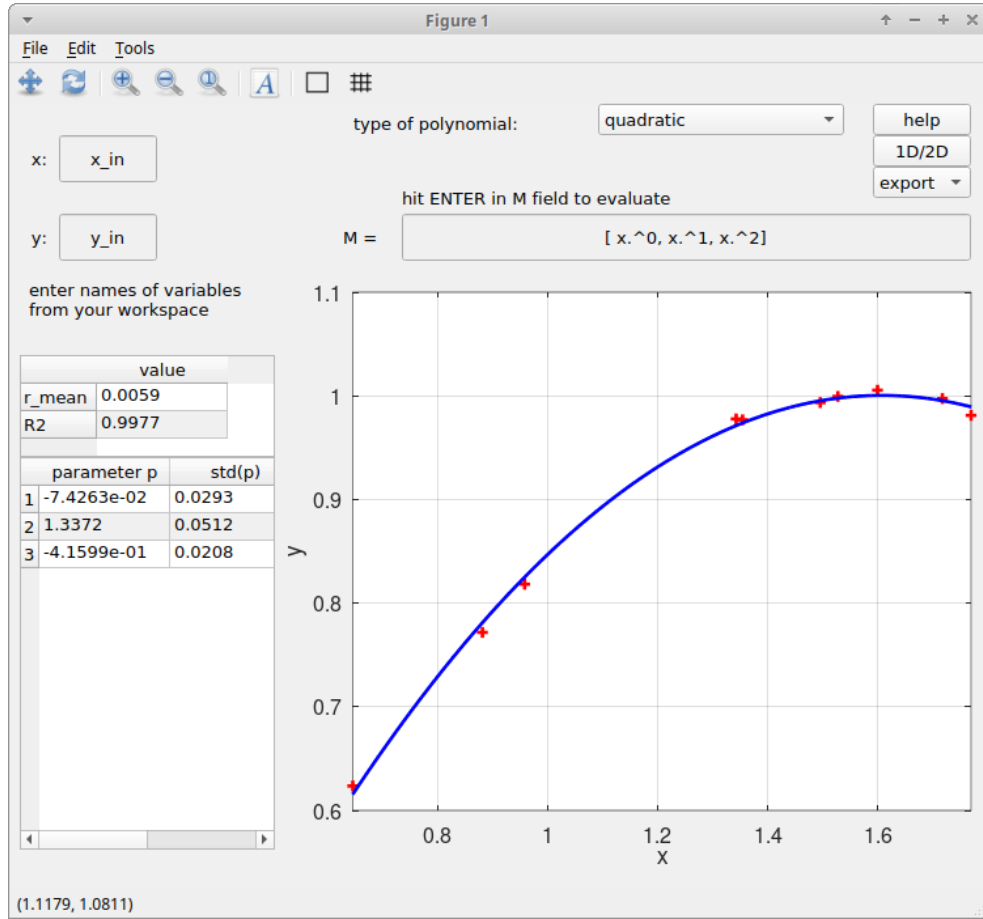 Figure 1
File Edit Tools
A
type of polynomial: quadratic help
1D/2D
export
x: x_in
hit ENTER in M field to evaluate
y: y_in M = [ x.^0, x.^1, x.^2]
enter names of variables
from your workspace
value
r_mean 0.0059
R2 0.9977
parameter p std(p)
1 -7.4263e-02 0.0293
2 1.3372 0.0512
3 -4.1599e-01 0.0208
1.1
1
0.9
0.8
0.7
0.6
y
0.8 1 1.2 1.4 1.6
x
(1.1179, 1.0811)